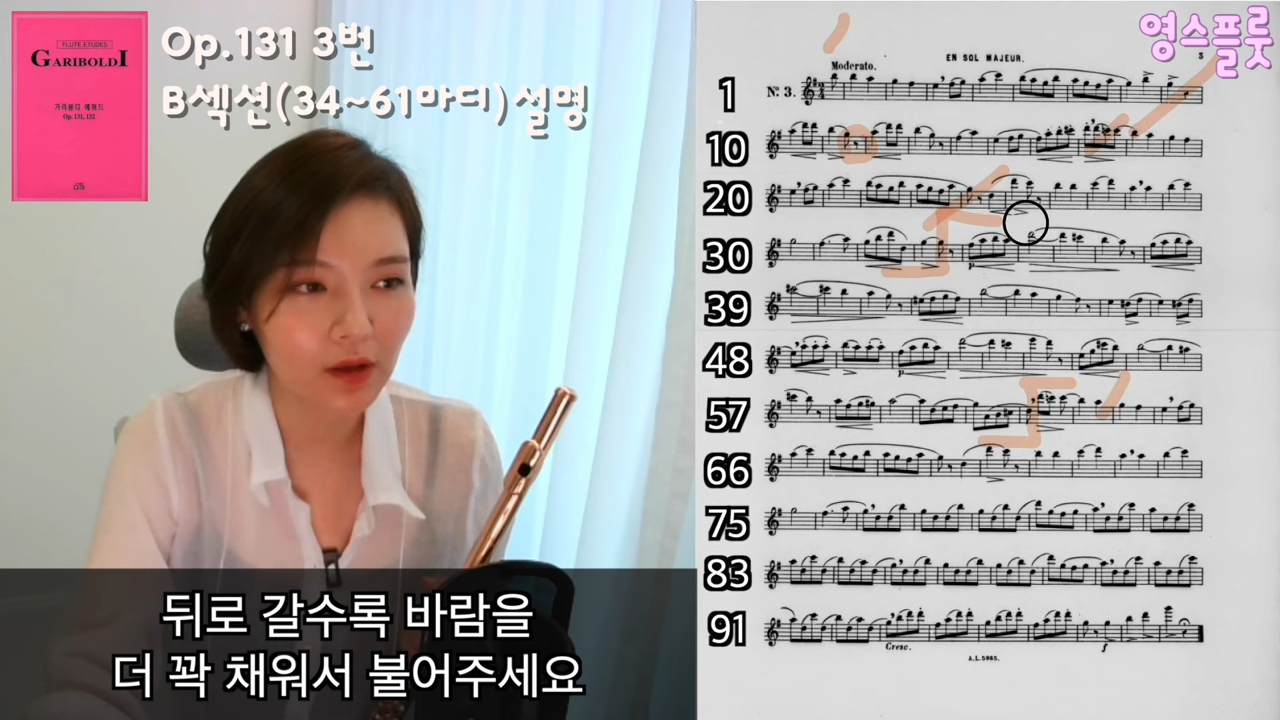 FLUTE ETUDES
GARIBOLDI
가리볼디 에튀드
Op. 131, 132
Op.131 3번
B섹션(34~61마디)설명
영스플룻
EN SOL MAJEUR.
3
Moderato.
Nº 3.
1
10
20
30
p
39
48
p
57
66
75
83
91
Cresc.
f
A.L.5965.
뒤로 갈수록 바람을
더 꽉 채워서 불어주세요